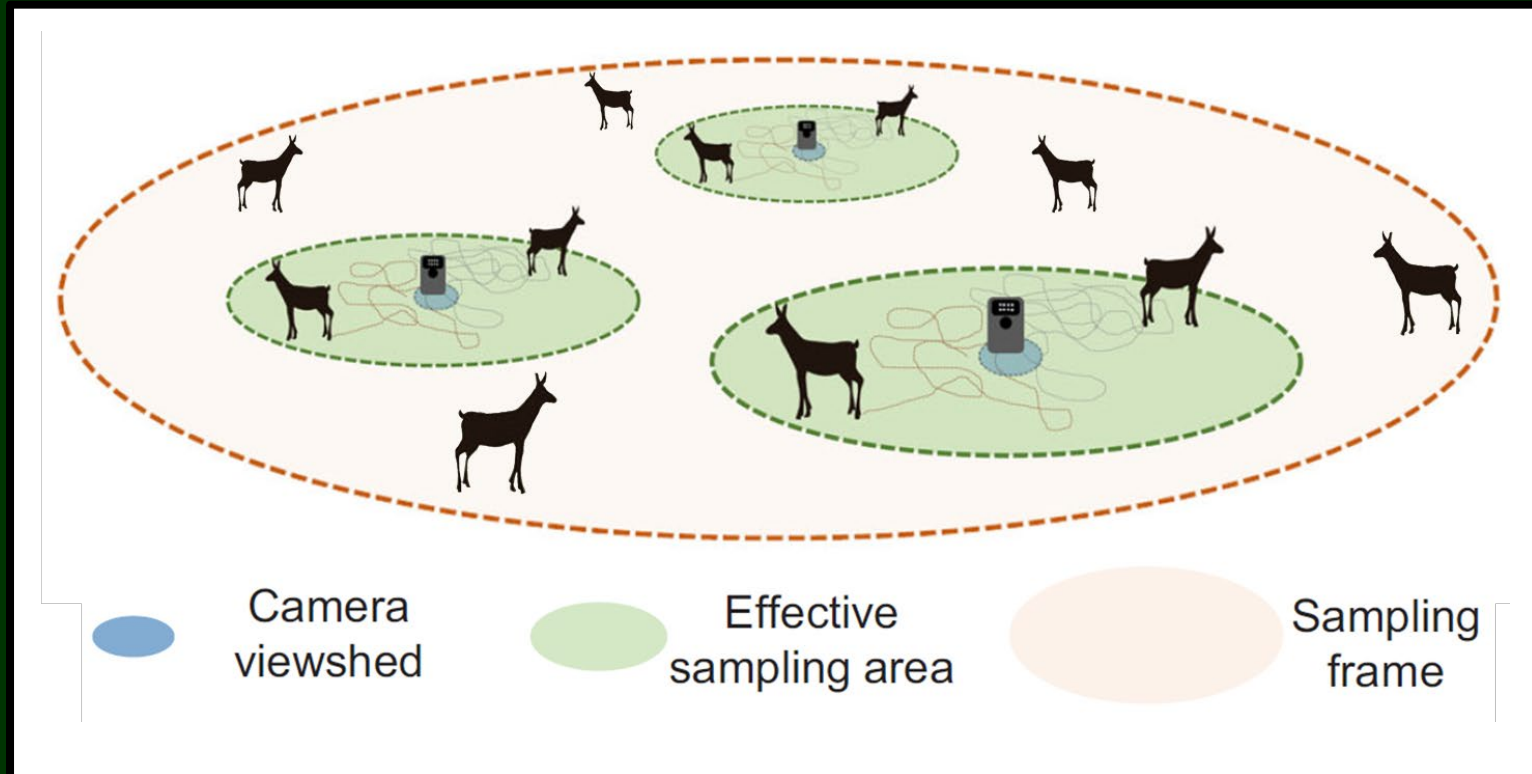 Camera
viewshed
Effective
sampling area
Sampling
frame